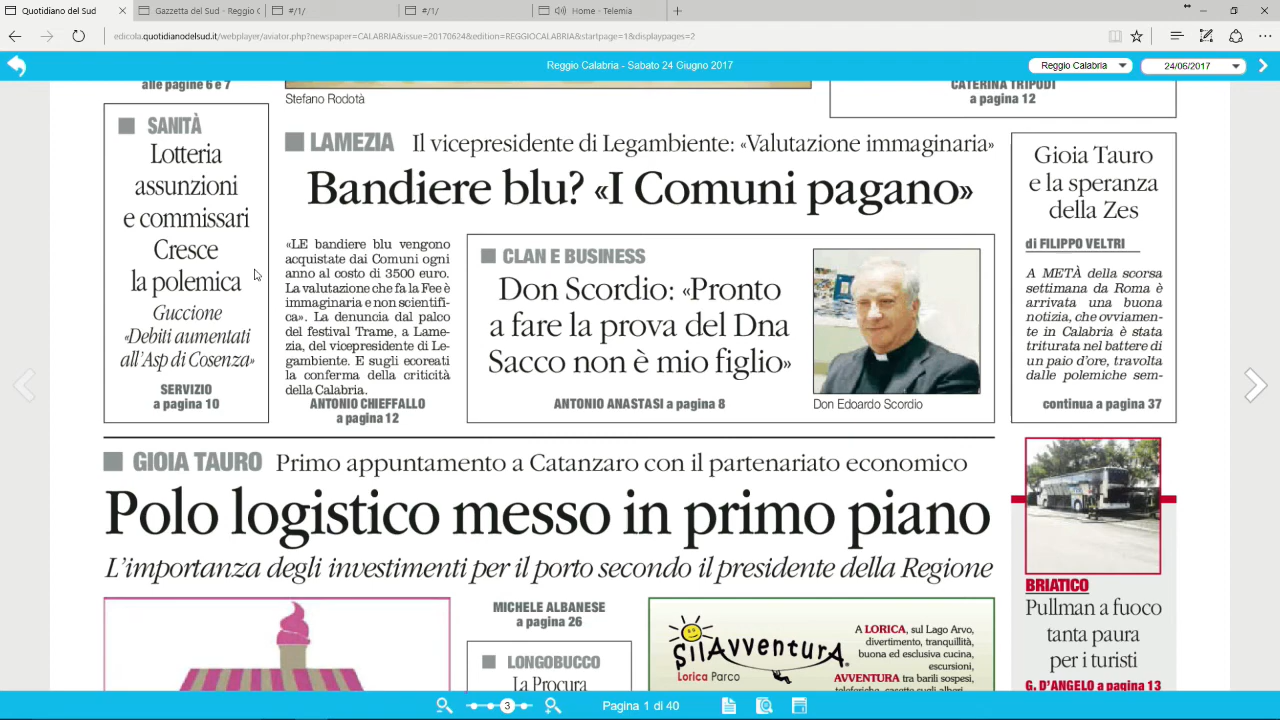 Quotidiano del Sud
Gazzetta del Sud - Reggio C
#/1/
#/1/
Home - Telemia
edicola.quotidianodelsud.it/webplayer/aviator.php?newspaper=CALABRIA&issue=20170624&edition=REGGIOCALABRIA&startpage=1&displaypages=2
Reggio Calabria - Sabato 24 Giugno 2017
Reggio Calabria
24/06/2017
alle pagine 6 e 7
Stefano Rodotà
CATERINA TRIPODI
a pagina 12
SANITÀ
Lotteria
assunzioni
e commissari
Cresce
la polemica
Guccione
«Debiti aumentati
all'Asp di Cosenza»
SERVIZIO
a pagina 10
LAMEZIA Il vicepresidente di Legambiente: «Valutazione immaginaria»
Bandiere blu? «I Comuni pagano»
«LE bandiere blu vengono
acquistate dai Comuni ogni
anno al costo di 3500 euro.
La valutazione che fa la Fee è
immaginaria e non scientifi-
ca». La denuncia dal palco
del festival Trame, a Lame-
zia, del vicepresidente di Le-
gambiente. E sugli ecoreati
la conferma della criticità
della Calabria.
ANTONIO CHIEFFALLO
a pagina 12
CLAN E BUSINESS
Don Scordio: «Pronto
a fare la prova del Dna
Sacco non è mio figlio»
ANTONIO ANASTASI a pagina 8
Don Edoardo Scordio
Gioia Tauro
e la speranza
della Zes
di FILIPPO VELTRI
A METÀ della scorsa
settimana da Roma è
arrivata una buona
notizia, che ovviamen-
te in Calabria è stata
triturata nel battere di
un paio d'ore, travolta
dalle polemiche sem-
continua a pagina 37
GIOIA TAURO Primo appuntamento a Catanzaro con il partenariato economico
Polo logistico messo in primo piano
L'importanza degli investimenti per il porto secondo il presidente della Regione
MICHELE ALBANESE
a pagina 26
LONGOBUCCO
La Procura
SilAvventurA
Lorica Parco
A LORICA, sul Lago Arvo,
divertimento, tranquillità,
buona ed esclusiva cucina,
escursioni,
AVVENTURA tra barili sospesi,
teleferiche, casette sugli alberi
BRIATICO
Pullman a fuoco
tanta paura
per i turisti
G. D'ANGELO a pagina 13
3
Pagina 1 di 40